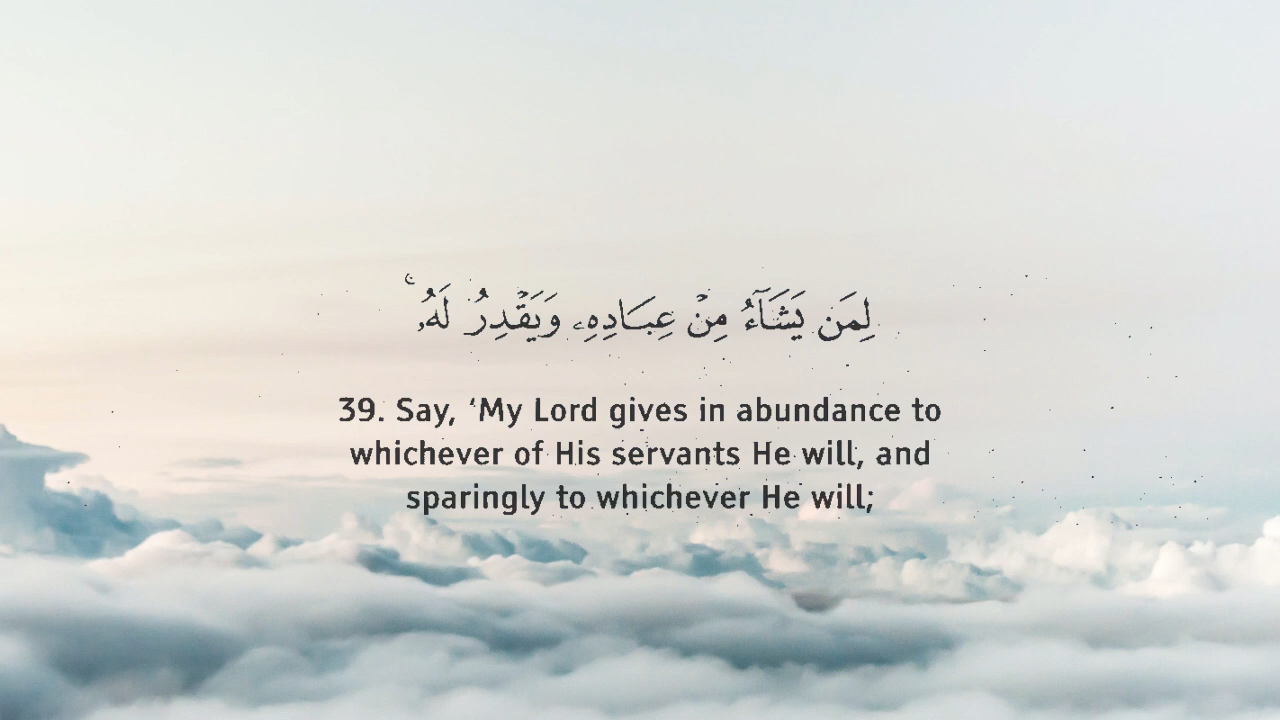 لِمَن يَشَآءُ مِنْ عِبَادِهِۦ وَيَقْدِرُ لَهُۥ ۚ
39. Say, ‘My Lord gives in abundance to
whichever of His servants He will, and
sparingly to whichever He will;